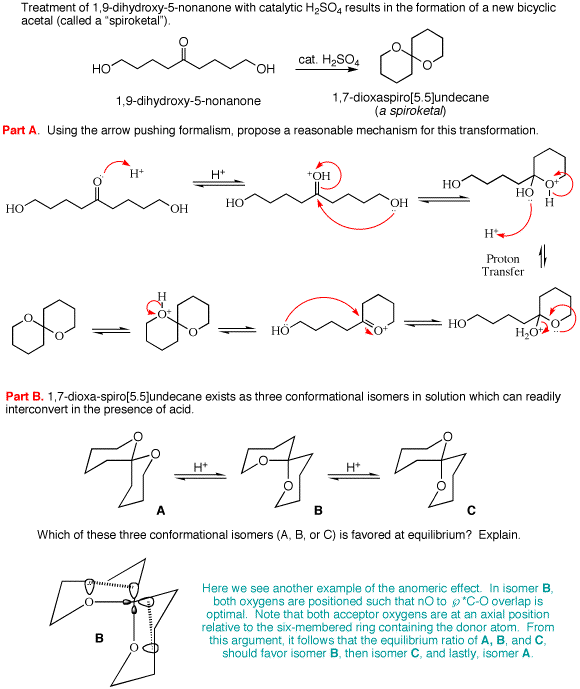 Treatment of 1,9-dihydroxy-5-nonanone with catalytic H₂SO₄ results in the formation of a new bicyclic
acetal (called a “spiroketal”).
O
HO
OH
cat. H₂SO₄
O
O
1,9-dihydroxy-5-nonanone
1,7-dioxaspiro[5.5]undecane
(a spiroketal)
Part A. Using the arrow pushing formalism, propose a reasonable mechanism for this transformation.
O
H⁺
HO
OH
H⁺
⁺OH
HO
OH
HO
HO
O⁺
H
H⁺
Proton
Transfer
O
O
H
O⁺
O
HO
O⁺
HO
H₂O⁺
O
Part B. 1,7-dioxa-spiro[5.5]undecane exists as three conformational isomers in solution which can readily
interconvert in the presence of acid.
O
O
A
H⁺
O
O
B
H⁺
O
O
C
Which of these three conformational isomers (A, B, or C) is favored at equilibrium? Explain.
O
O
B
Here we see another example of the anomeric effect. In isomer B,
both oxygens are positioned such that nO to ℘*C-O overlap is
optimal. Note that both acceptor oxygens are at an axial position
relative to the six-membered ring containing the donor atom. From
this argument, it follows that the equilibrium ratio of A, B, and C,
should favor isomer B, then isomer C, and lastly, isomer A.